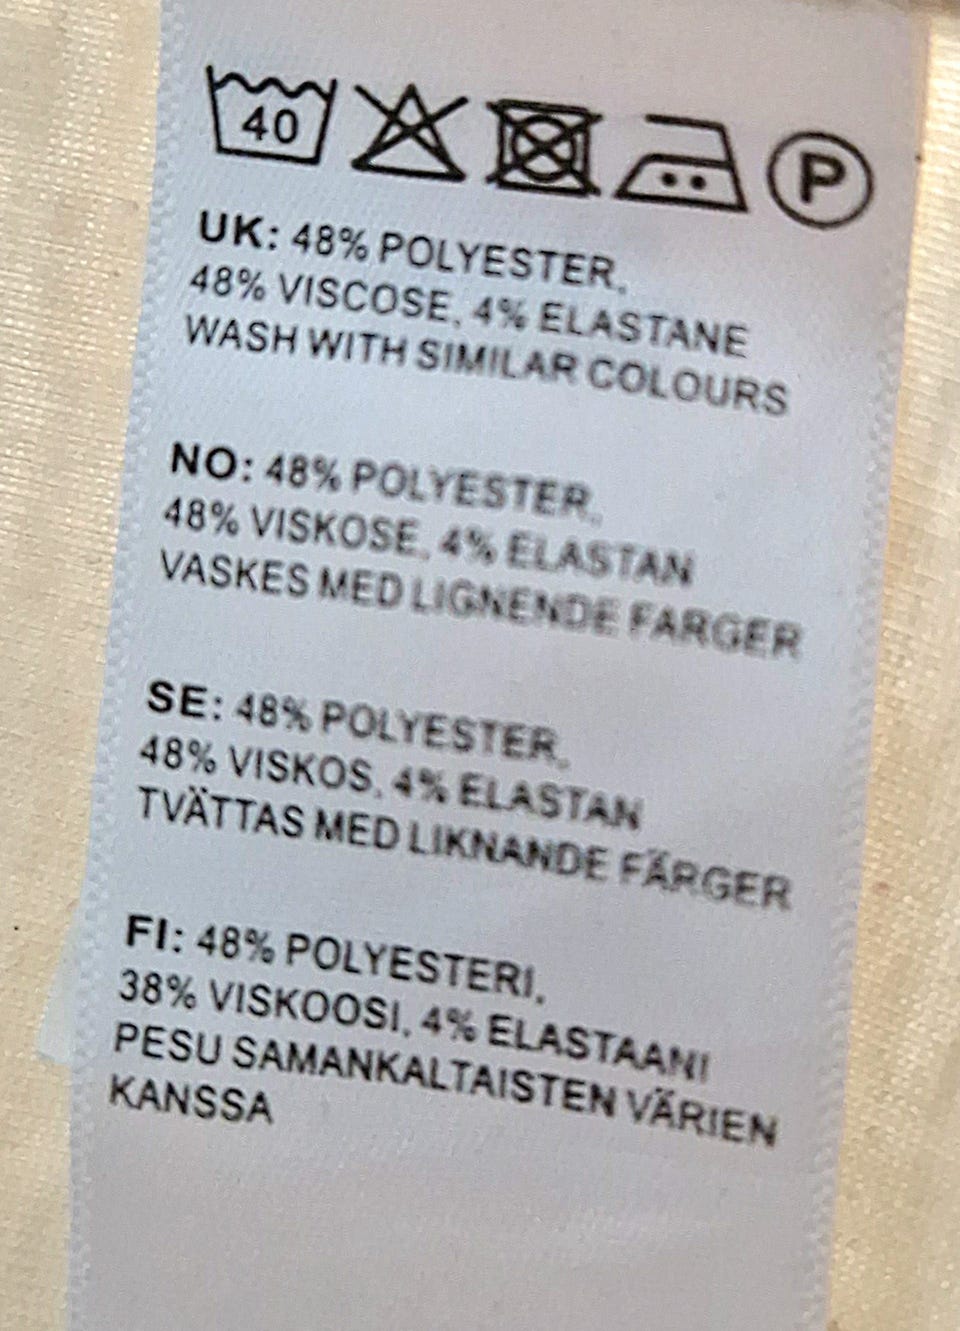 40 P
UK: 48% POLYESTER,
48% VISCOSE, 4% ELASTANE
WASH WITH SIMILAR COLOURS
NO: 48% POLYESTER,
48% VISKOSE, 4% ELASTAN
VASKES MED LIGNENDE FARGER
SE: 48% POLYESTER,
48% VISKOS, 4% ELASTAN
TVÄTTAS MED LIKNANDE FÄRGER
FI: 48% POLYESTERI,
38% VISKOOSI, 4% ELASTAANI
PESU SAMANKALTAISTEN VÄRIEN
KANSSA